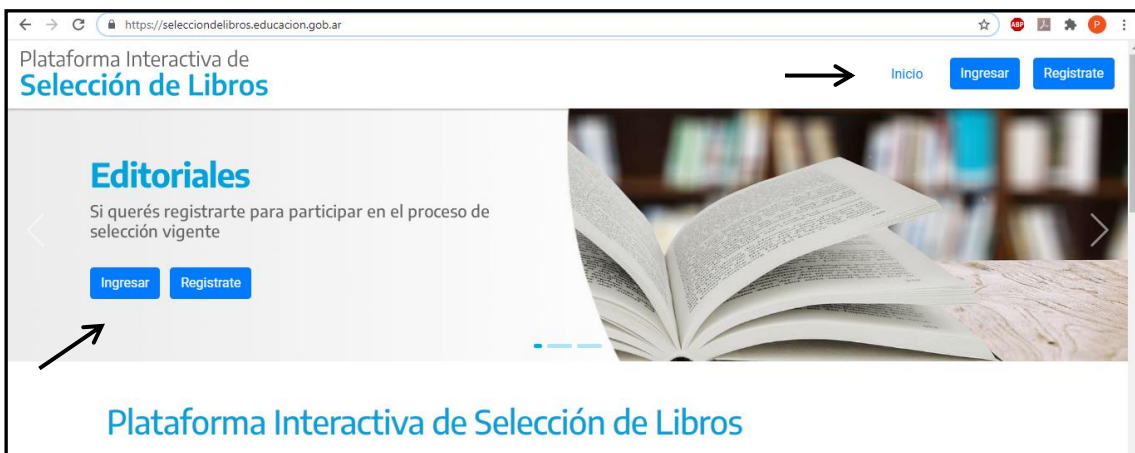 https://selecciondelibros.educacion.gob.ar
ABP
P
Plataforma Interactiva de
Selección de Libros
Inicio
Ingresar
Registrate
Editoriales
Si querés registrarte para participar en el proceso de
selección vigente
Ingresar
Registrate
Plataforma Interactiva de Selección de Libros